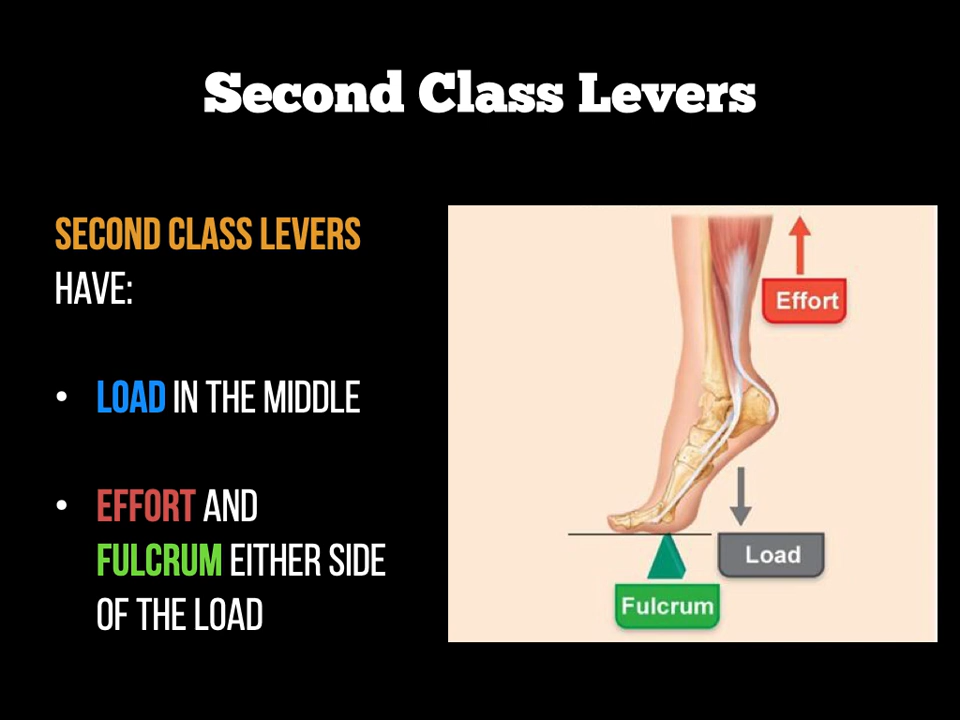 Second Class Levers
SECOND CLASS LEVERS
HAVE:
• LOAD IN THE MIDDLE
• EFFORT AND
FULCRUM EITHER SIDE
OF THE LOAD
Effort
Load
Fulcrum